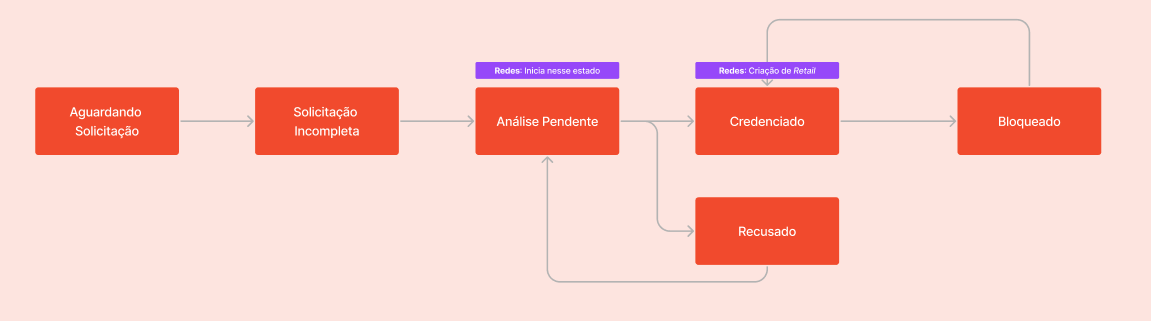 Redes: Inicia nesse estado
Redes: Criação de Retail
Aguardando
Solicitação
Solicitação
Incompleta
Análise Pendente
Credenciado
Bloqueado
Recusado